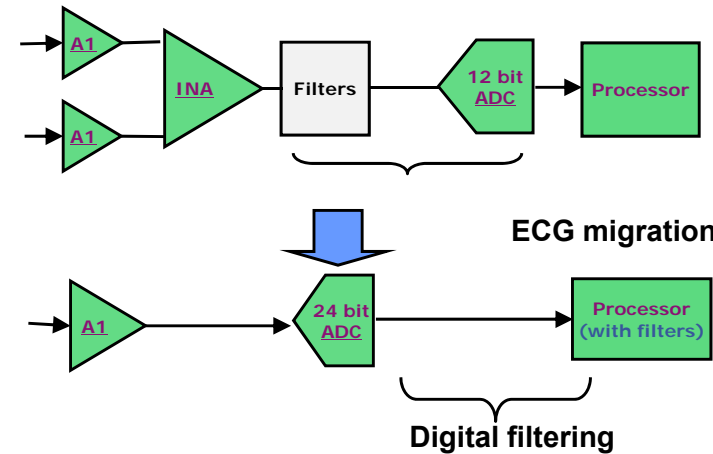 A1
INA
Filters
12 bit
ADC
Processor
A1
ECG migration
A1
24 bit
ADC
Processor
(with filters)
Digital filtering